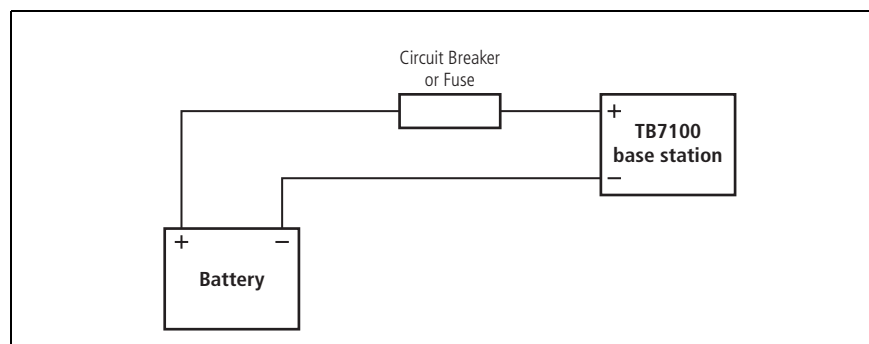 Circuit Breaker
or Fuse
+
TB7100
base station
−
+ −
Battery